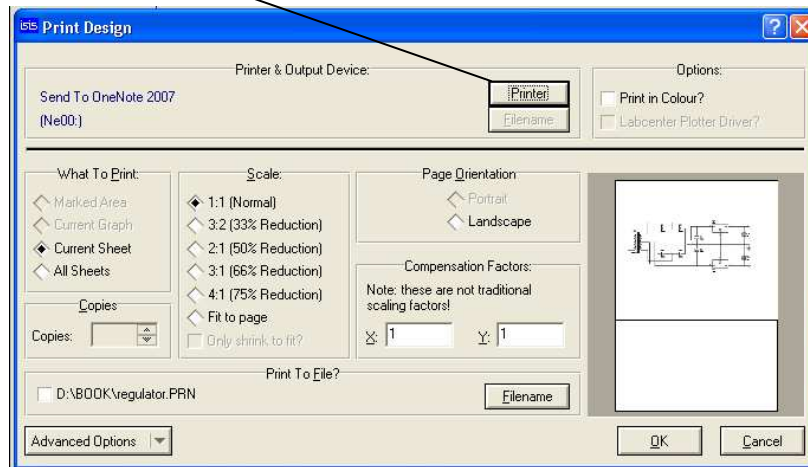 isis Print Design
Printer & Output Device:
Send To OneNote 2007
(Ne00:)
Printer
Filename
Options:
Print in Colour?
Labcenter Plotter Driver?
What To Print:
Marked Area
Current Graph
Current Sheet
All Sheets
Copies
Copies:
Scale:
1:1 (Normal)
3:2 (33% Reduction)
2:1 (50% Reduction)
3:1 (66% Reduction)
4:1 (75% Reduction)
Fit to page
Only shrink to fit?
Page Orientation
Portrait
Landscape
Compensation Factors:
Note: these are not traditional
scaling factors!
X: 1 Y: 1
Print To File?
D:\BOOK\regulator.PRN
Filename
Advanced Options
OK
Cancel